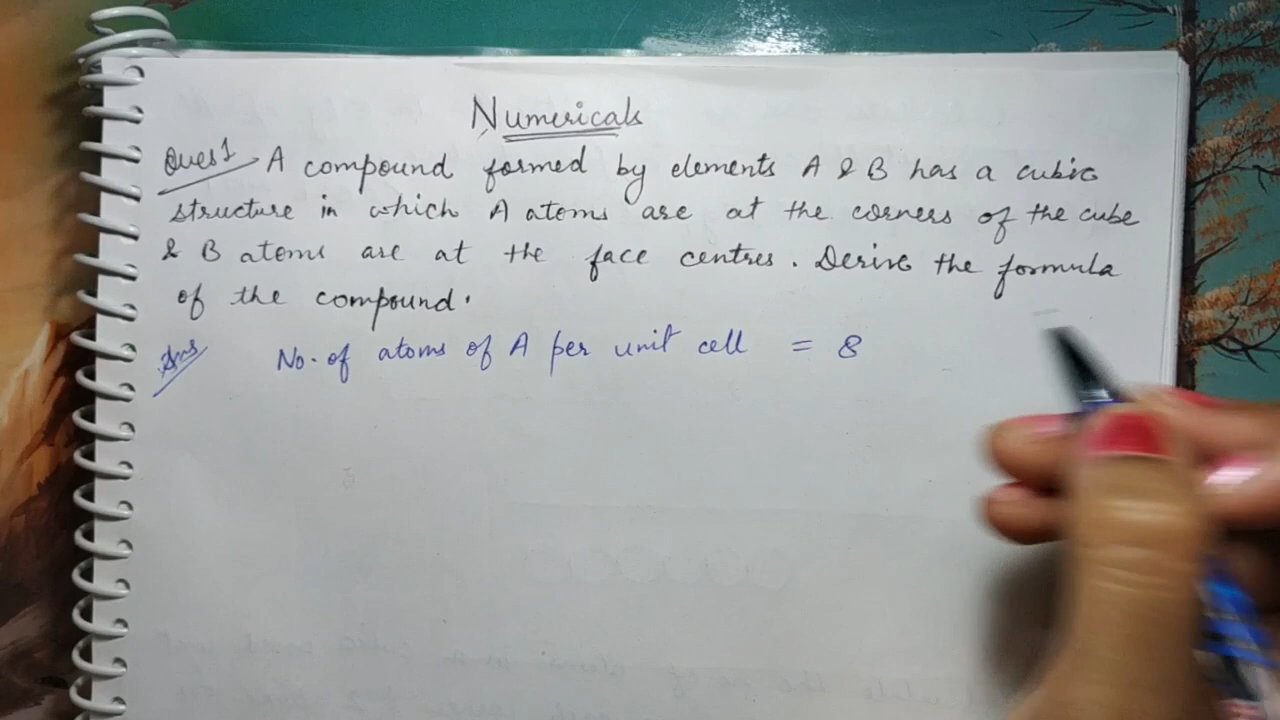 Numericals
Ques 1 A compound formed by elements A & B has a cubic
structure in which A atoms are at the corners of the cube
& B atoms are at the face centres. Derive the formula
of the compound.
Ans No. of atoms of A per unit cell = 8